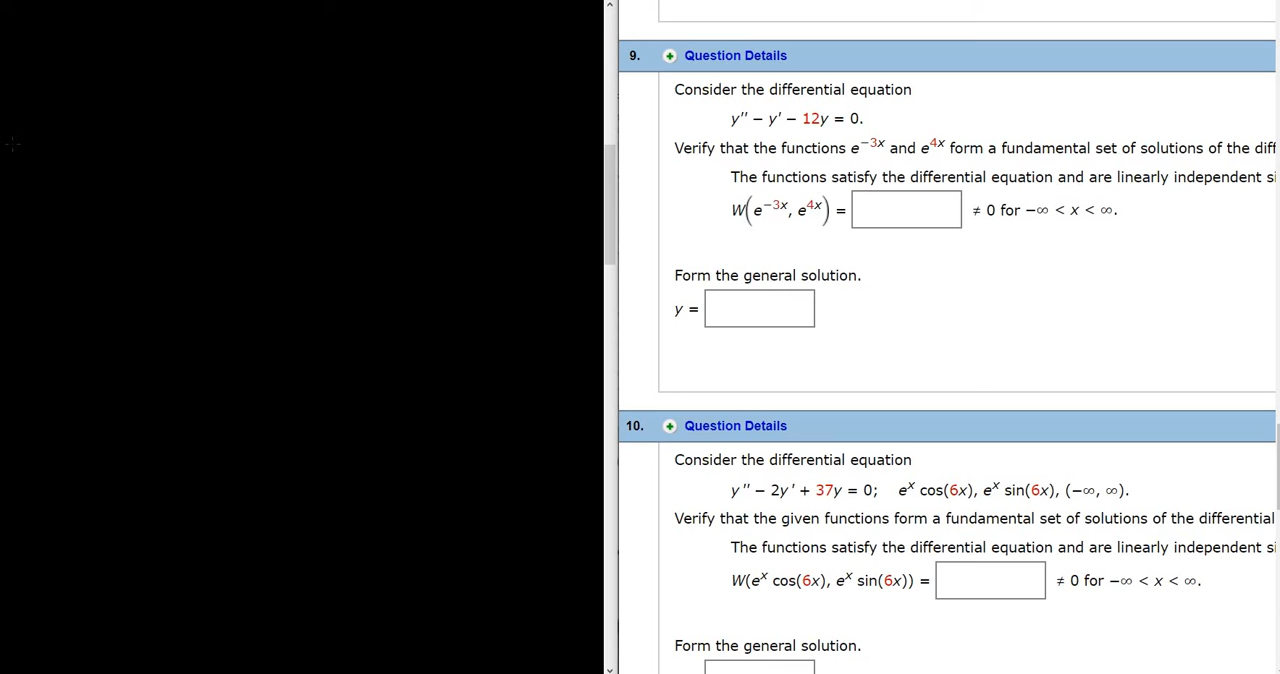 9. Question Details
Consider the differential equation
y'' − y' − 12y = 0.
Verify that the functions e^−3x and e^4x form a fundamental set of solutions of the diff
The functions satisfy the differential equation and are linearly independent si
W(e^−3x, e^4x) = ≠ 0 for −∞ < x < ∞.
Form the general solution.
y =
10. Question Details
Consider the differential equation
y'' − 2y' + 37y = 0; e^x cos(6x), e^x sin(6x), (−∞, ∞).
Verify that the given functions form a fundamental set of solutions of the differential
The functions satisfy the differential equation and are linearly independent si
W(e^x cos(6x), e^x sin(6x)) = ≠ 0 for −∞ < x < ∞.
Form the general solution.